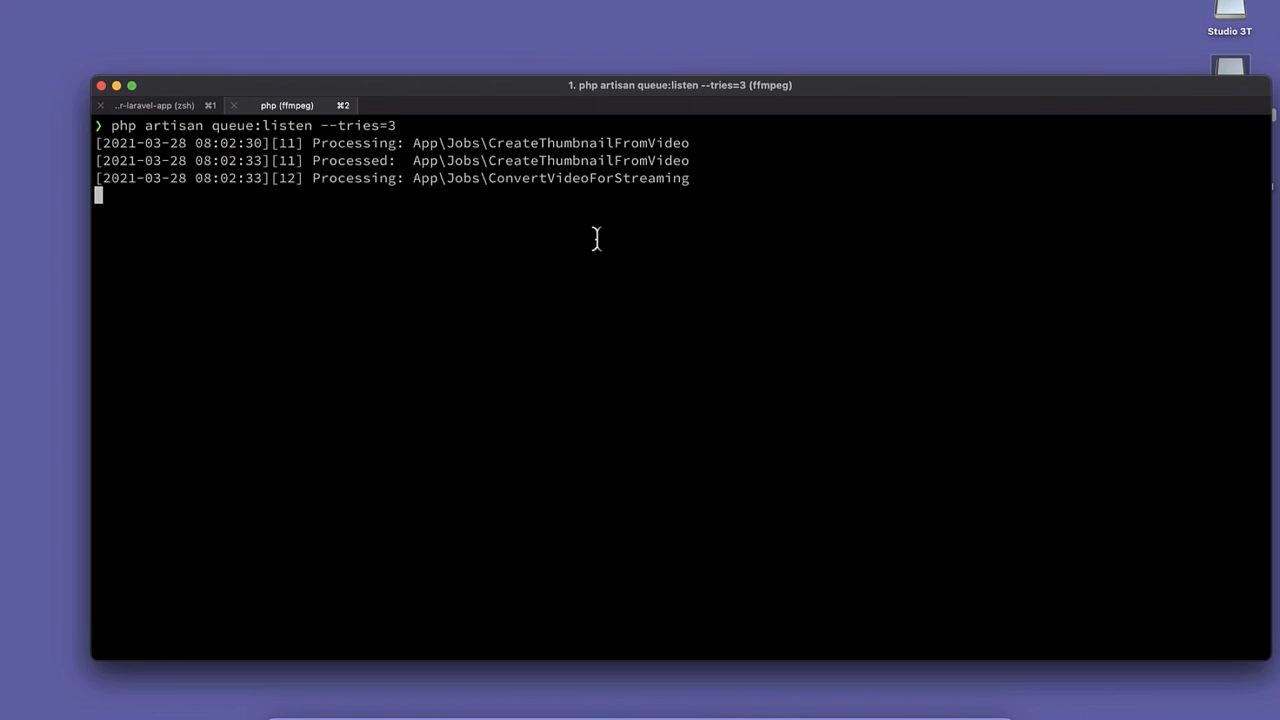 Studio 3T
1. php artisan queue:listen --tries=3 (ffmpeg)
..r-laravel-app (zsh) ⌘1 php (ffmpeg) ⌘2
❯ php artisan queue:listen --tries=3
[2021-03-28 08:02:30][11] Processing: App\Jobs\CreateThumbnailFromVideo
[2021-03-28 08:02:33][11] Processed:  App\Jobs\CreateThumbnailFromVideo
[2021-03-28 08:02:33][12] Processing: App\Jobs\ConvertVideoForStreaming